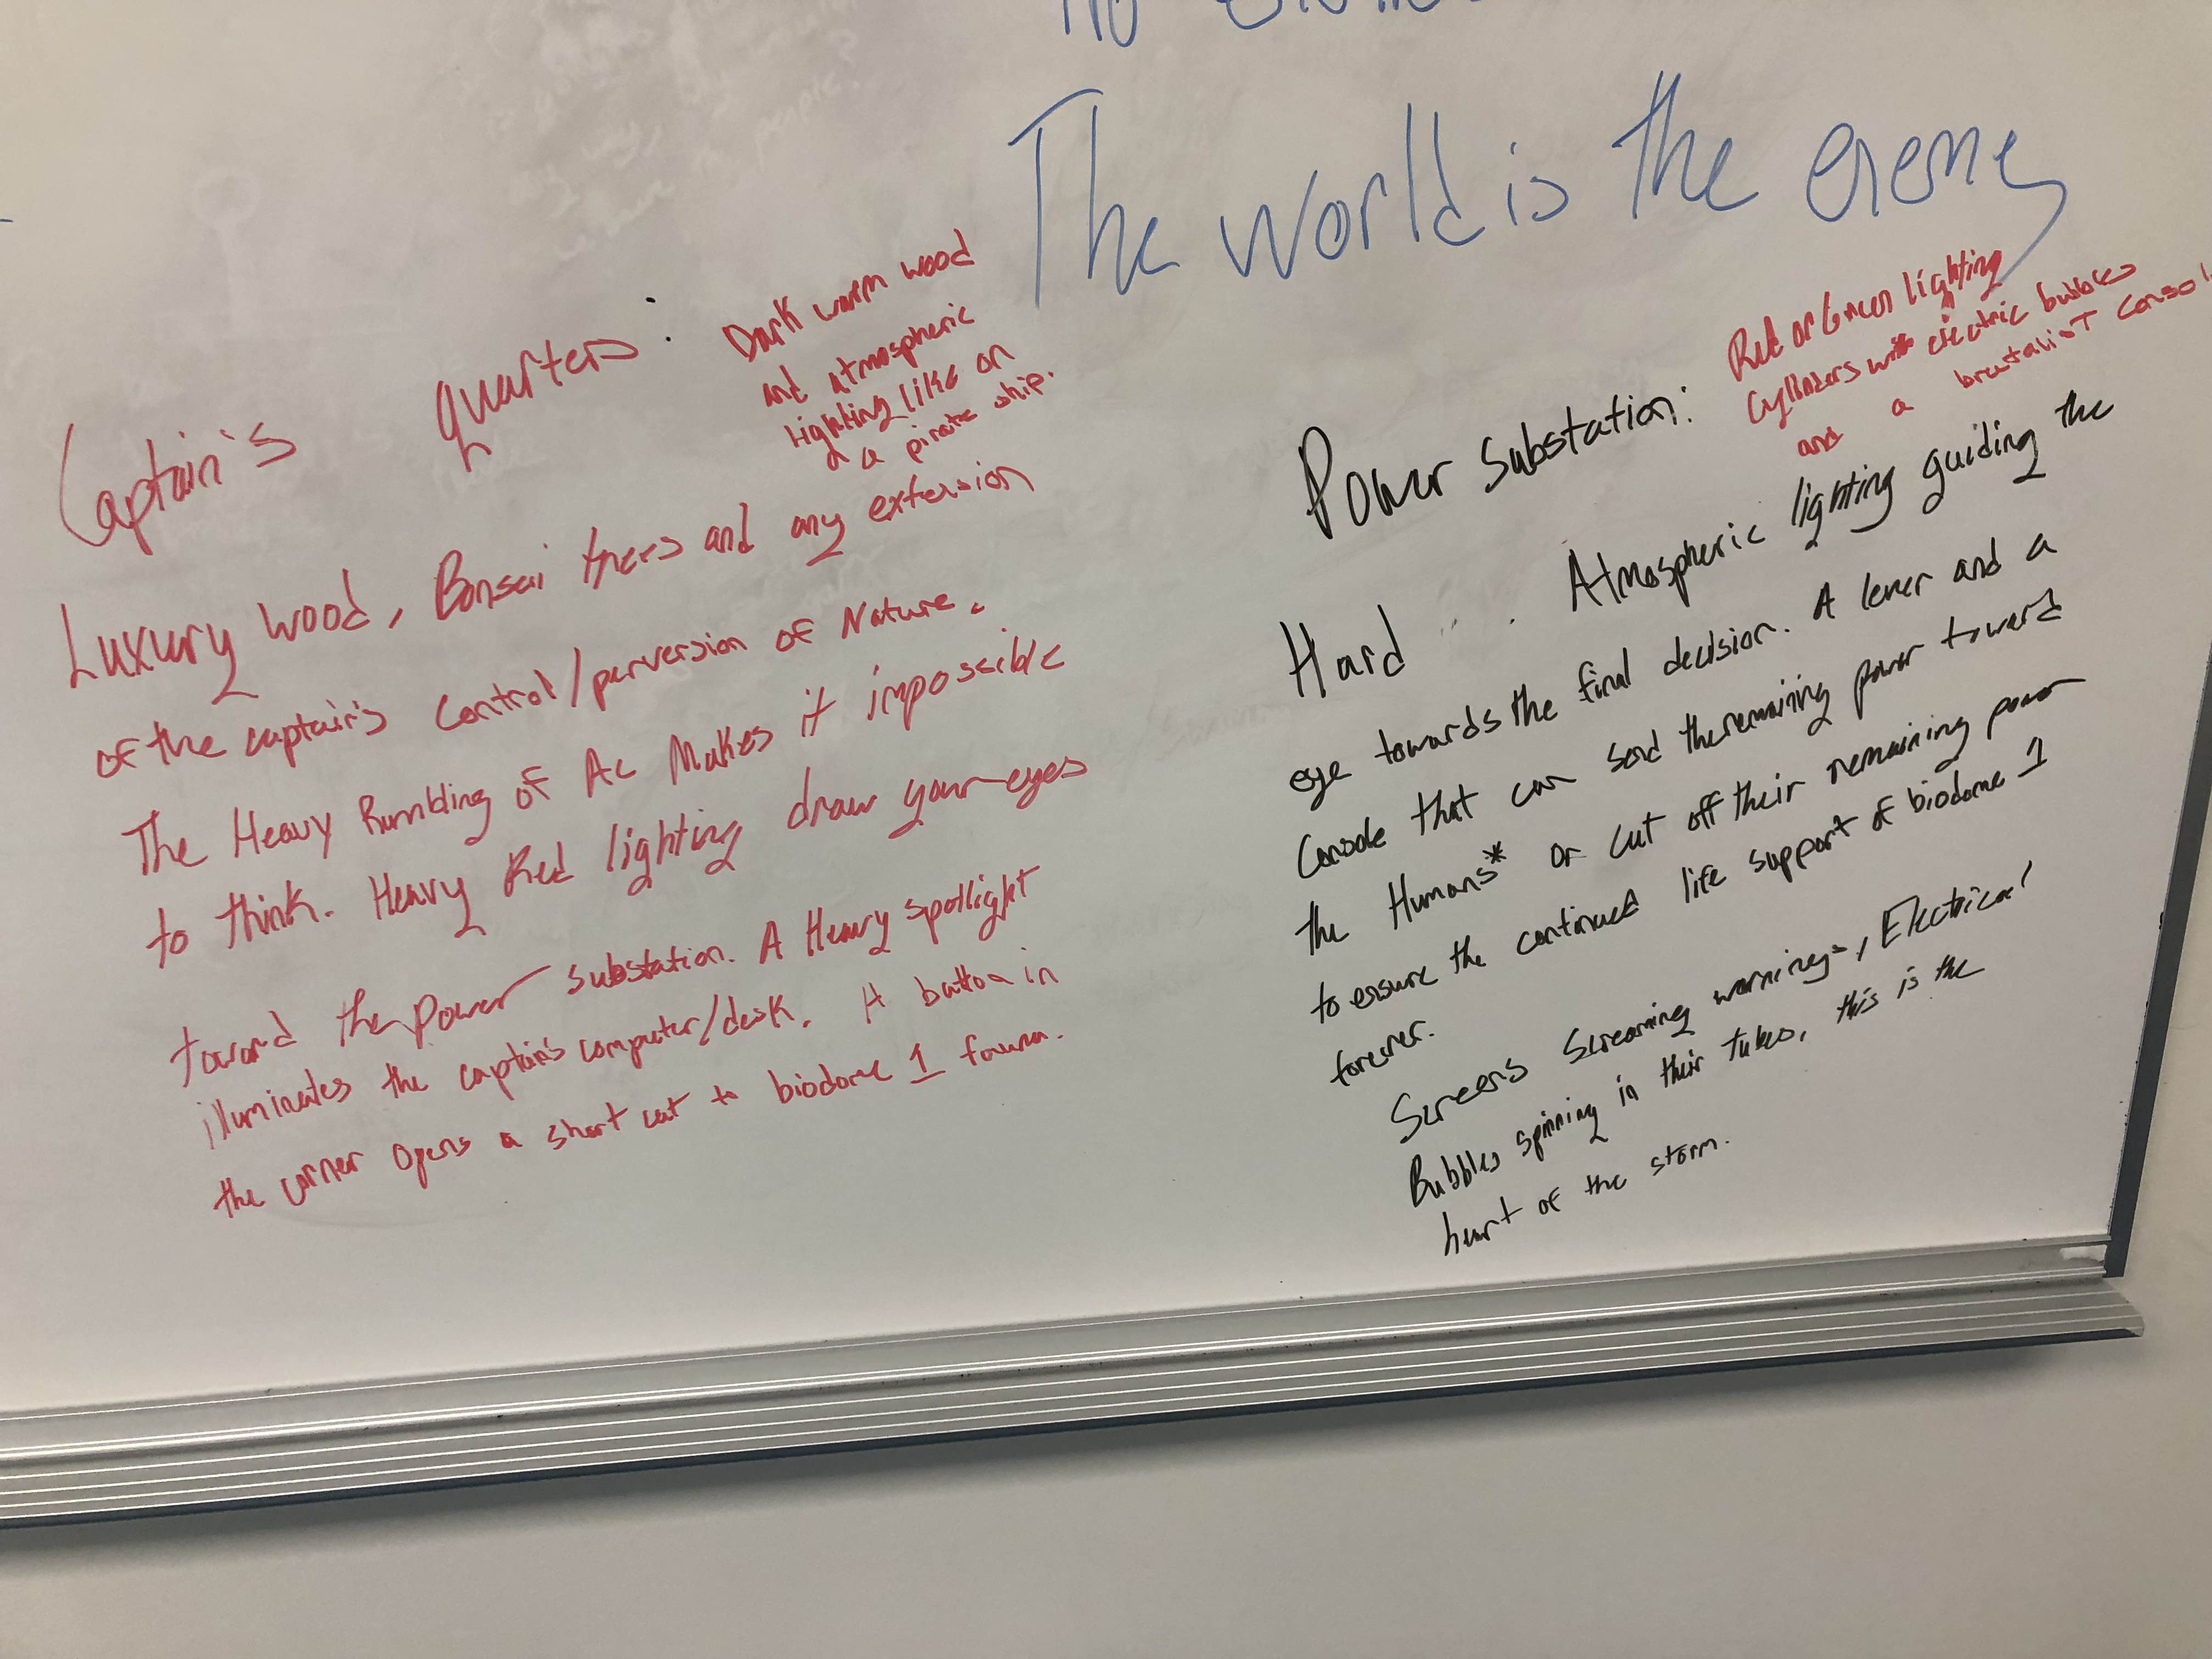 The world is the enemy
Captain's quarters:
Dark warm wood
and atmospheric
lighting like on
a pirate ship.
Luxury wood, Bonsai trees and any extension
of the captain's control/perversion of Nature.
The Heavy Rumbling of Ac Makes it impossible
to think. Heavy Red lighting draw your eyes
toward the power substation. A Heavy spotlight
illuminates the captain's computer/desk. A button in
the corner opens a short cut to biodome 1 fauna.
Power Substation:
Red or Green lighting
Cylinders with electric bubbles
and a brutalist
Hard Atmospheric lighting guiding the
eye towards the final decision. A lever and a
Console that can send the remaining power toward
the Humans* or cut off their remaining power
to ensure the continued life support of biodome 1
forever.
Screens Screaming warnings, Electrical
Bubbles spinning in their tubes, this is the
heart of the storm.